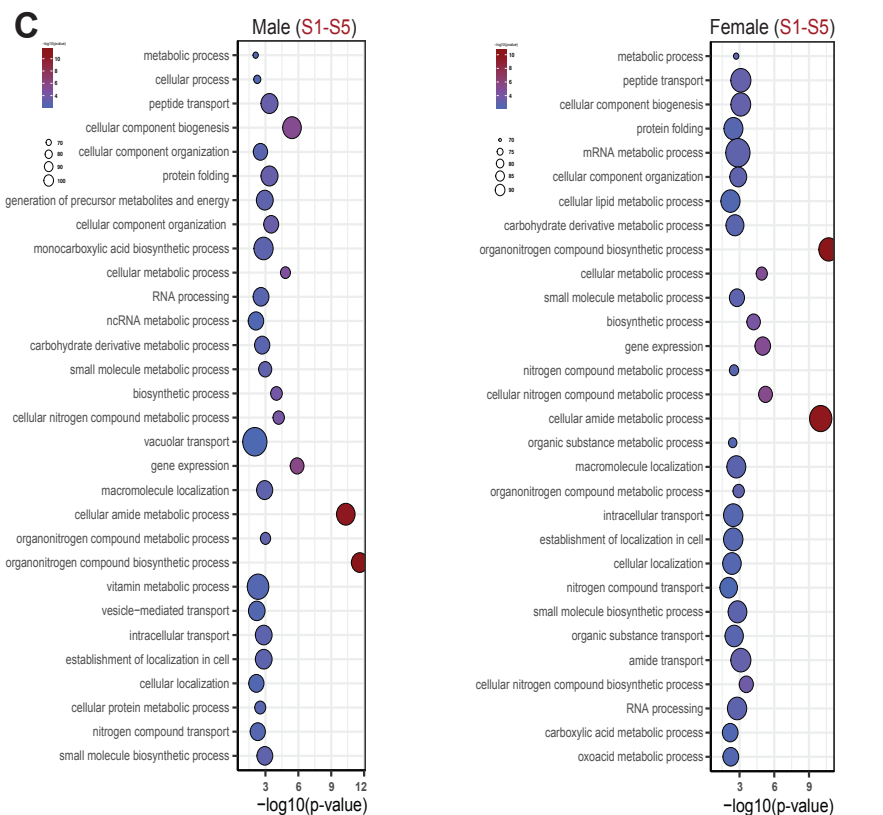 C
Male (S1-S5)
−log10(pvalue)
10
8
6
4
70
80
90
100
metabolic process
cellular process
peptide transport
cellular component biogenesis
cellular component organization
protein folding
generation of precursor metabolites and energy
cellular component organization
monocarboxylic acid biosynthetic process
cellular metabolic process
RNA processing
ncRNA metabolic process
carbohydrate derivative metabolic process
small molecule metabolic process
biosynthetic process
cellular nitrogen compound metabolic process
vacuolar transport
gene expression
macromolecule localization
cellular amide metabolic process
organonitrogen compound metabolic process
organonitrogen compound biosynthetic process
vitamin metabolic process
vesicle−mediated transport
intracellular transport
establishment of localization in cell
cellular localization
cellular protein metabolic process
nitrogen compound transport
small molecule biosynthetic process
3 6 9 12
−log10(p-value)
Female (S1-S5)
−log10(pvalue)
10
8
6
4
70
75
80
85
90
metabolic process
peptide transport
cellular component biogenesis
protein folding
mRNA metabolic process
cellular component organization
cellular lipid metabolic process
carbohydrate derivative metabolic process
organonitrogen compound biosynthetic process
cellular metabolic process
small molecule metabolic process
biosynthetic process
gene expression
nitrogen compound metabolic process
cellular nitrogen compound metabolic process
cellular amide metabolic process
organic substance metabolic process
macromolecule localization
organonitrogen compound metabolic process
intracellular transport
establishment of localization in cell
cellular localization
nitrogen compound transport
small molecule biosynthetic process
organic substance transport
amide transport
cellular nitrogen compound biosynthetic process
RNA processing
carboxylic acid metabolic process
oxoacid metabolic process
3 6 9
−log10(p-value)